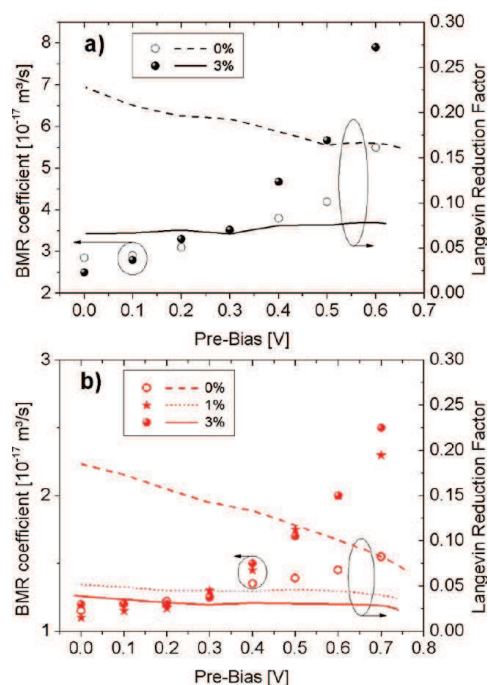 a)
0%
3%
BMR coefficient [10⁻¹⁷ m³/s]
8
7
6
5
4
3
2
Langevin Reduction Factor
0.30
0.25
0.20
0.15
0.10
0.05
0.00
0.0 0.1 0.2 0.3 0.4 0.5 0.6 0.7
Pre-Bias [V]
b)
0%
1%
3%
BMR coefficient [10⁻¹⁷ m³/s]
3
2
1
Langevin Reduction Factor
0.30
0.25
0.20
0.15
0.10
0.05
0.00
0.0 0.1 0.2 0.3 0.4 0.5 0.6 0.7 0.8
Pre-Bias [V]